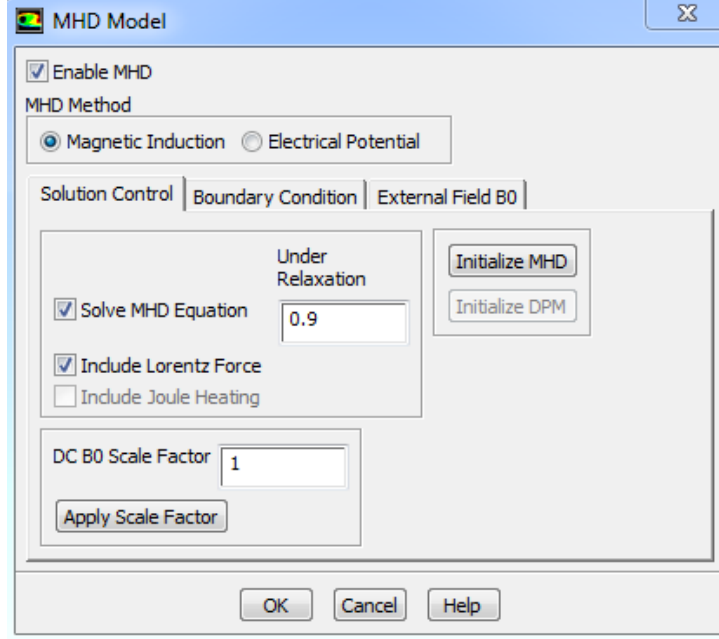 MHD Model
Enable MHD
MHD Method
Magnetic Induction Electrical Potential
Solution Control Boundary Condition External Field B0
Under
Relaxation
Initialize MHD
Solve MHD Equation 0.9
Initialize DPM
Include Lorentz Force
Include Joule Heating
DC B0 Scale Factor 1
Apply Scale Factor
OK Cancel Help